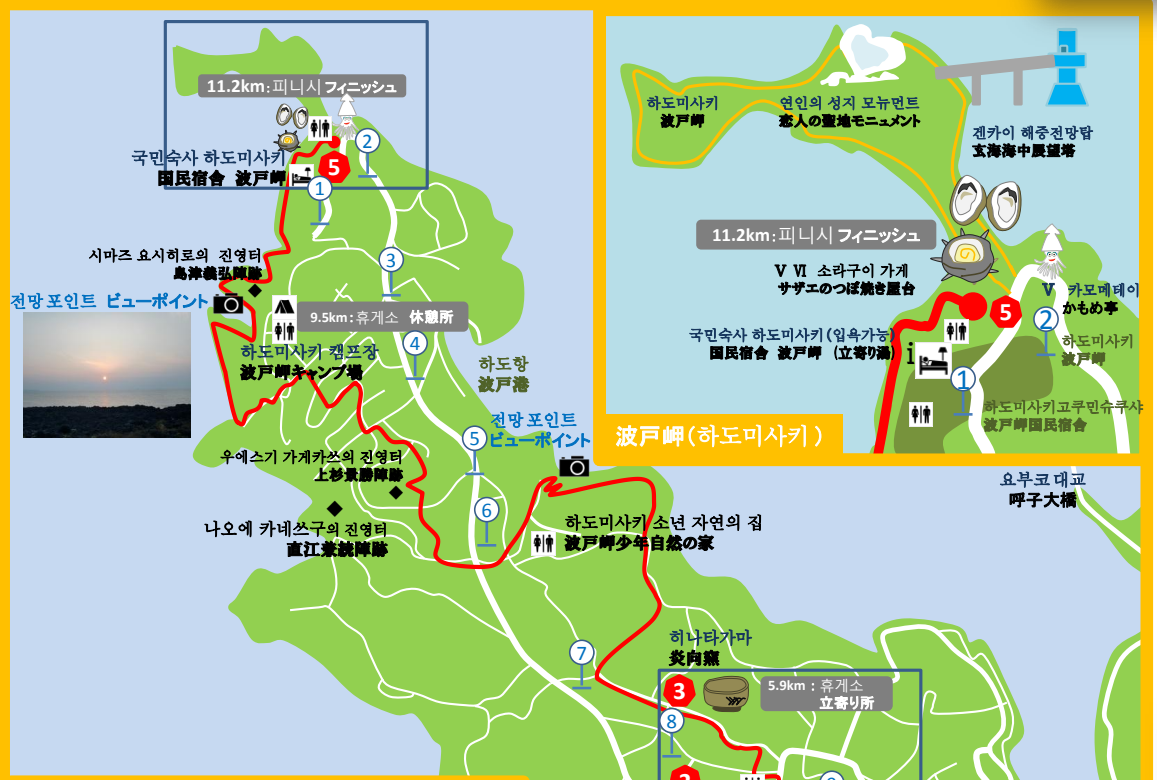 11.2km: 피니시 フィニッシュ
2
국민숙사 하도미사키
国民宿舎 波戸岬
5
1
시마즈 요시히로의 진영터
島津義弘陣跡
3
전망 포인트 ビューポイント
9.5km: 휴게소 休憩所
4
하도미사키 캠프장
波戸岬キャンプ場
하도항
波戸港
전망 포인트
ビューポイント
5
우에스기 가게카쓰의 진영터
上杉景勝陣跡
6
나오에 카네쓰구의 진영터
直江兼続陣跡
하도미사키 소년 자연의 집
波戸岬少年自然の家
7
히나타가마
炎向窯
3
5.9km : 휴게소
立寄り所
8
하도미사키
波戸岬
연인의 성지 모뉴먼트
恋人の聖地モニュメント
겐카이 해중전망탑
玄海海中展望塔
11.2km: 피니시 フィニッシュ
V VI 소라구이 가게
サザエのつぼ焼き屋台
V 카모메테이
かもめ亭
5
2
국민숙사 하도미사키 (입욕가능)
国民宿舎 波戸岬 (立寄り湯)
i
하도미사키
波戸岬
1
하도미사키고쿠민슈쿠샤
波戸岬国民宿舎
波戸岬(하도미사키 )
요부코 대교
呼子大橋